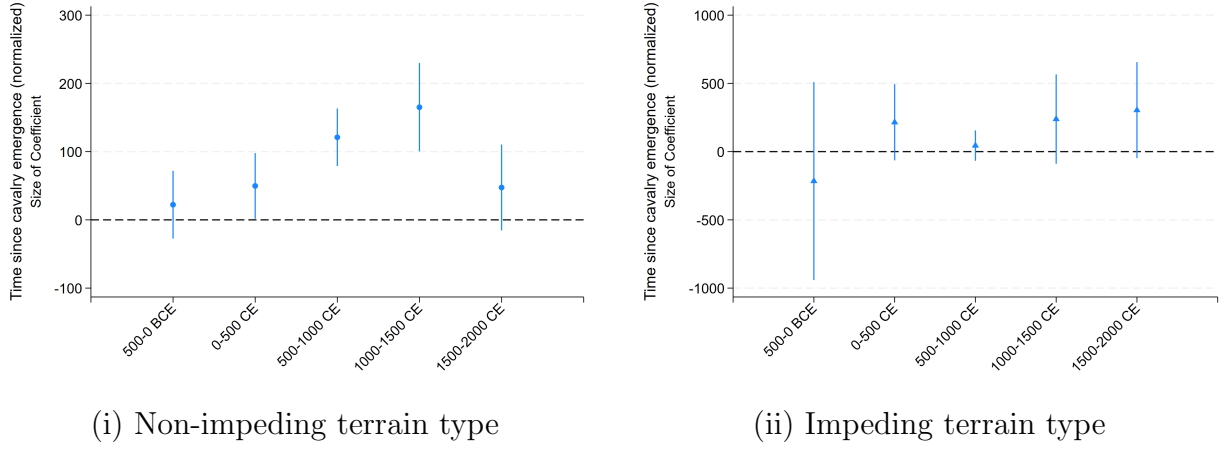 Time since cavalry emergence (normalized)
Size of Coefficient
300
200
100
0
-100
500-0 BCE
0-500 CE
500-1000 CE
1000-1500 CE
1500-2000 CE
(i) Non-impeding terrain type
Time since cavalry emergence (normalized)
Size of Coefficient
1000
500
0
-500
-1000
500-0 BCE
0-500 CE
500-1000 CE
1000-1500 CE
1500-2000 CE
(ii) Impeding terrain type